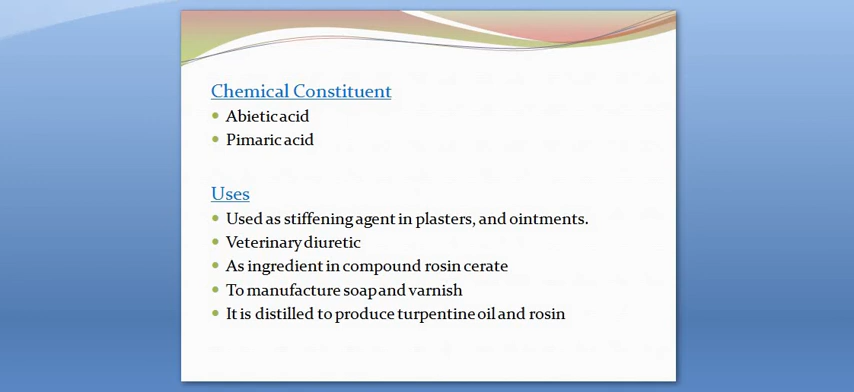 Chemical Constituent
Abietic acid
Pimaric acid
Uses
Used as stiffening agent in plasters, and ointments.
Veterinary diuretic
As ingredient in compound rosin cerate
To manufacture soap and varnish
It is distilled to produce turpentine oil and rosin